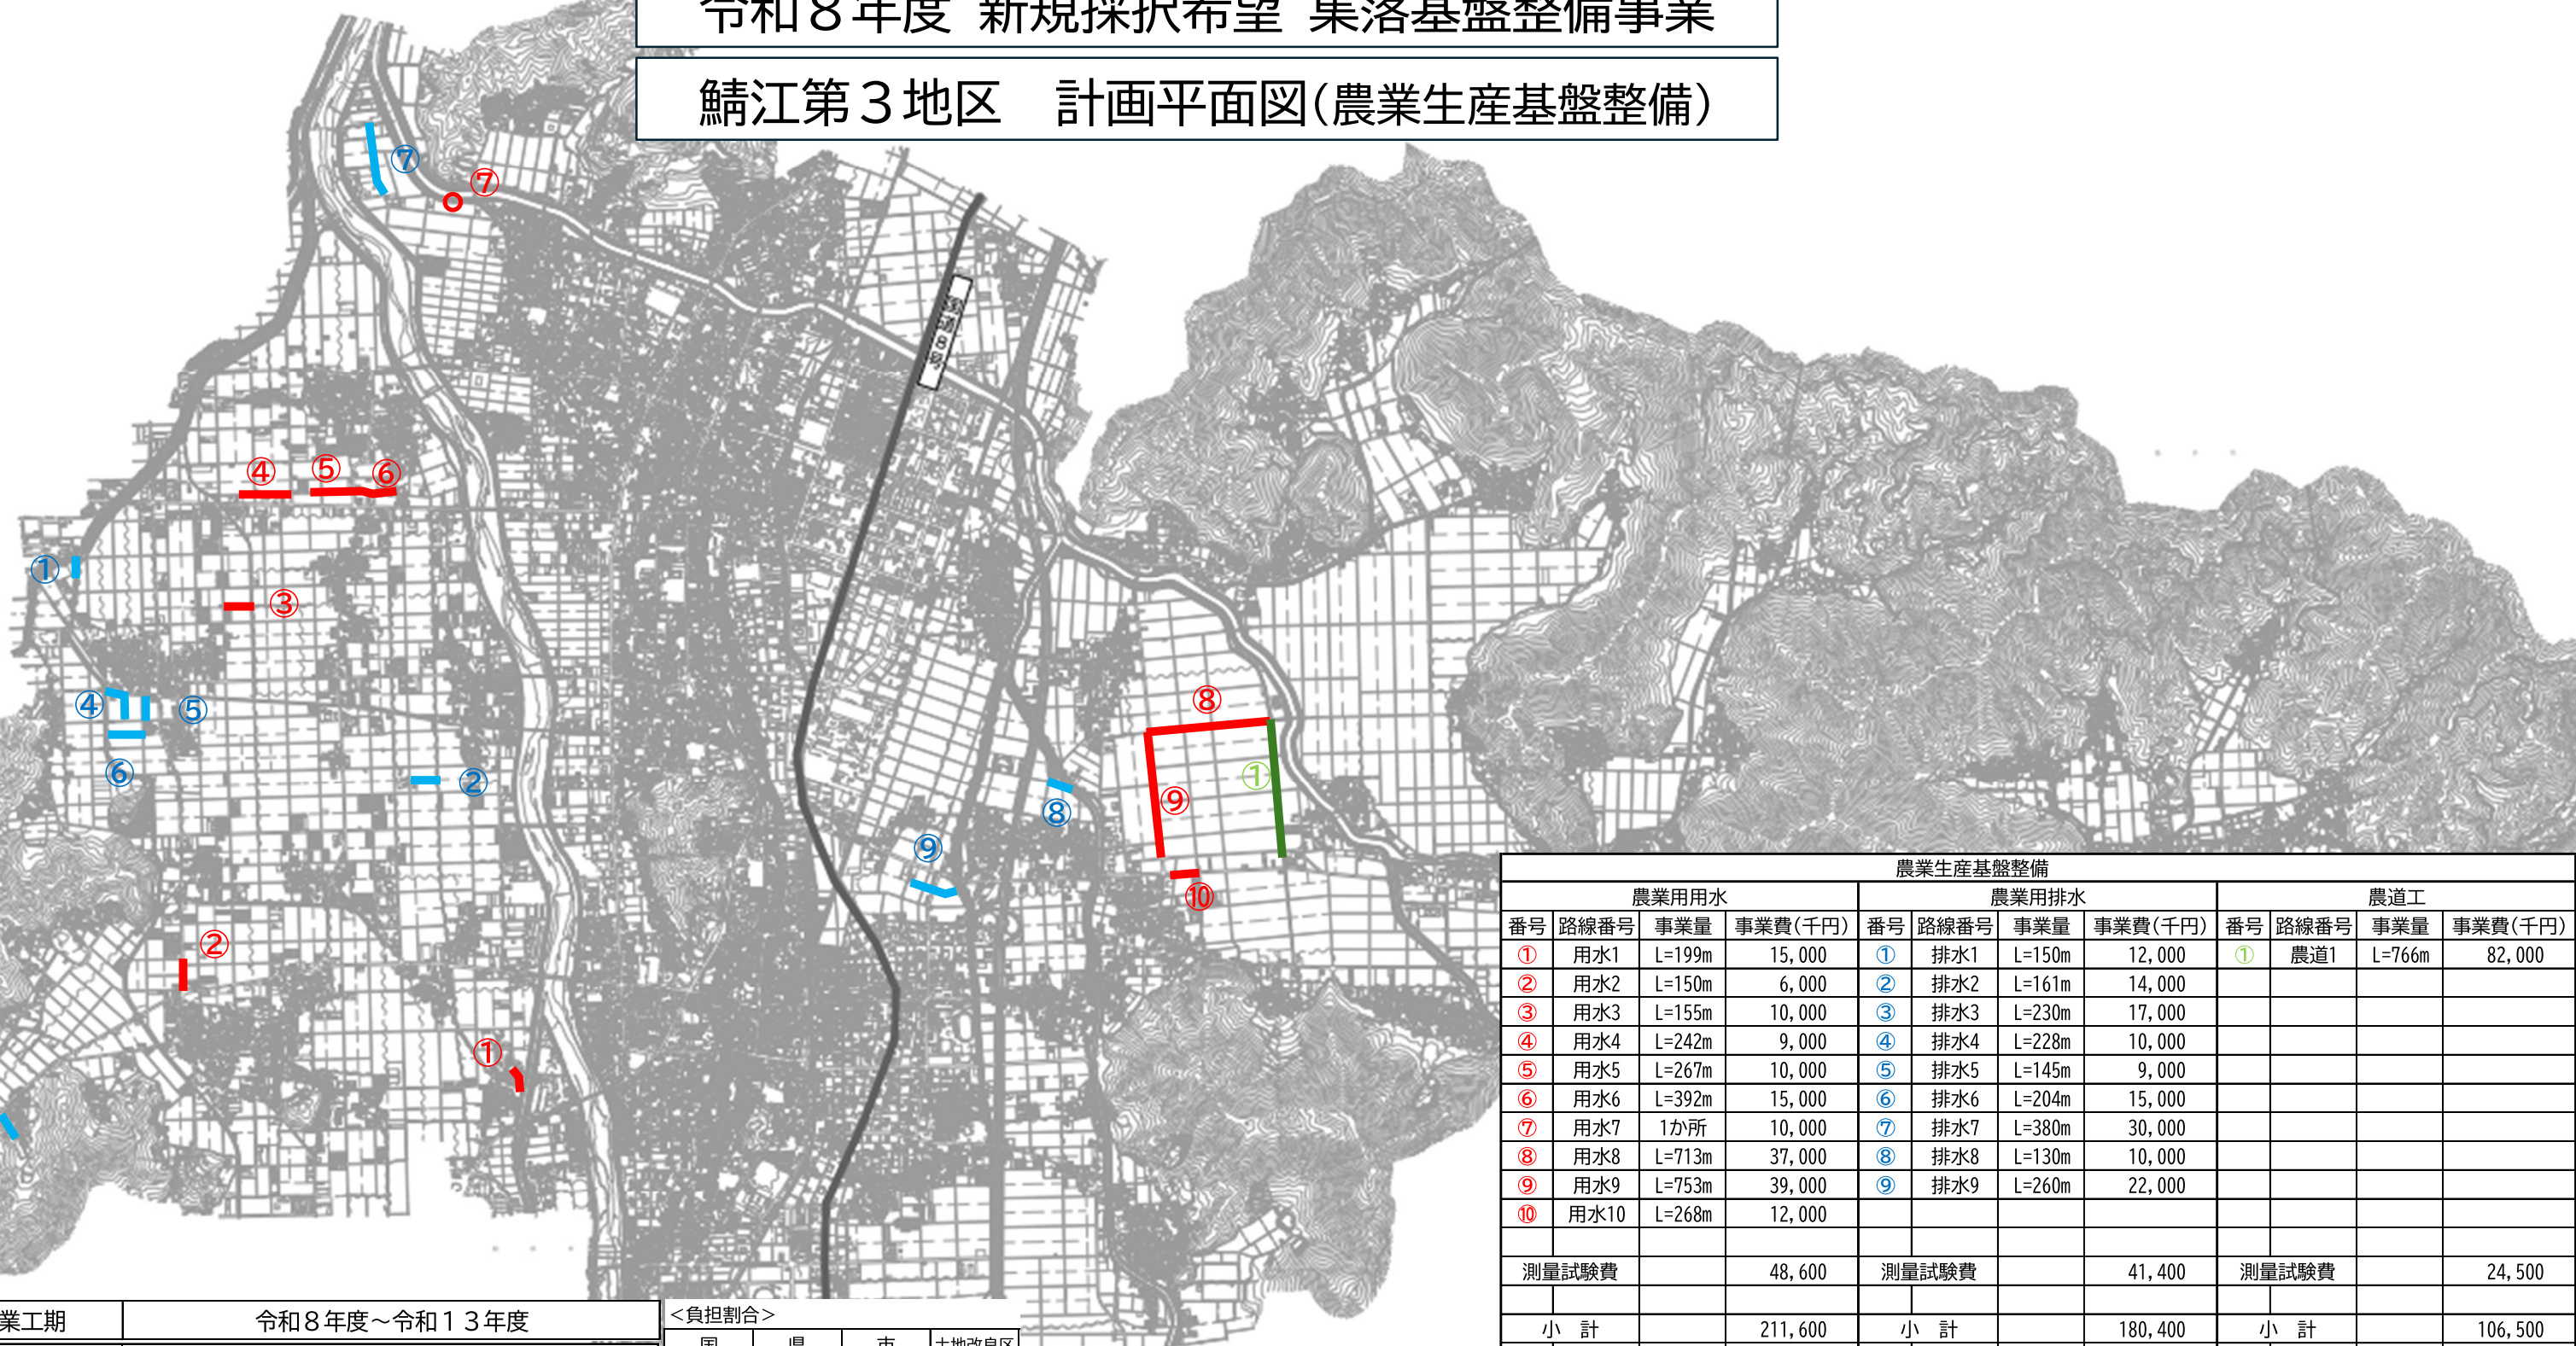 令和８年度 新規採択希望 集落基盤整備事業
鯖江第３地区　計画平面図(農業生産基盤整備)
⑦
⑦
④ ⑤ ⑥
①
③
④ ⑤
⑥
②
⑧
①
⑨
⑧
⑨
⑩
②
①
農業生産基盤整備
農業用用水 農業用排水 農道工
番号 路線番号 事業量 事業費(千円) 番号 路線番号 事業量 事業費(千円) 番号 路線番号 事業量 事業費(千円)
① 用水1 L=199m 15,000 ① 排水1 L=150m 12,000 ① 農道1 L=766m 82,000
② 用水2 L=150m 6,000 ② 排水2 L=161m 14,000
③ 用水3 L=155m 10,000 ③ 排水3 L=230m 17,000
④ 用水4 L=242m 9,000 ④ 排水4 L=228m 10,000
⑤ 用水5 L=267m 10,000 ⑤ 排水5 L=145m 9,000
⑥ 用水6 L=392m 15,000 ⑥ 排水6 L=204m 15,000
⑦ 用水7 1か所 10,000 ⑦ 排水7 L=380m 30,000
⑧ 用水8 L=713m 37,000 ⑧ 排水8 L=130m 10,000
⑨ 用水9 L=753m 39,000 ⑨ 排水9 L=260m 22,000
⑩ 用水10 L=268m 12,000
測量試験費 48,600 測量試験費 41,400 測量試験費 24,500
小　計 211,600 小　計 180,400 小　計 106,500
業工期 令和８年度～令和１３年度
＜負担割合＞
国 県 市 土地改良区